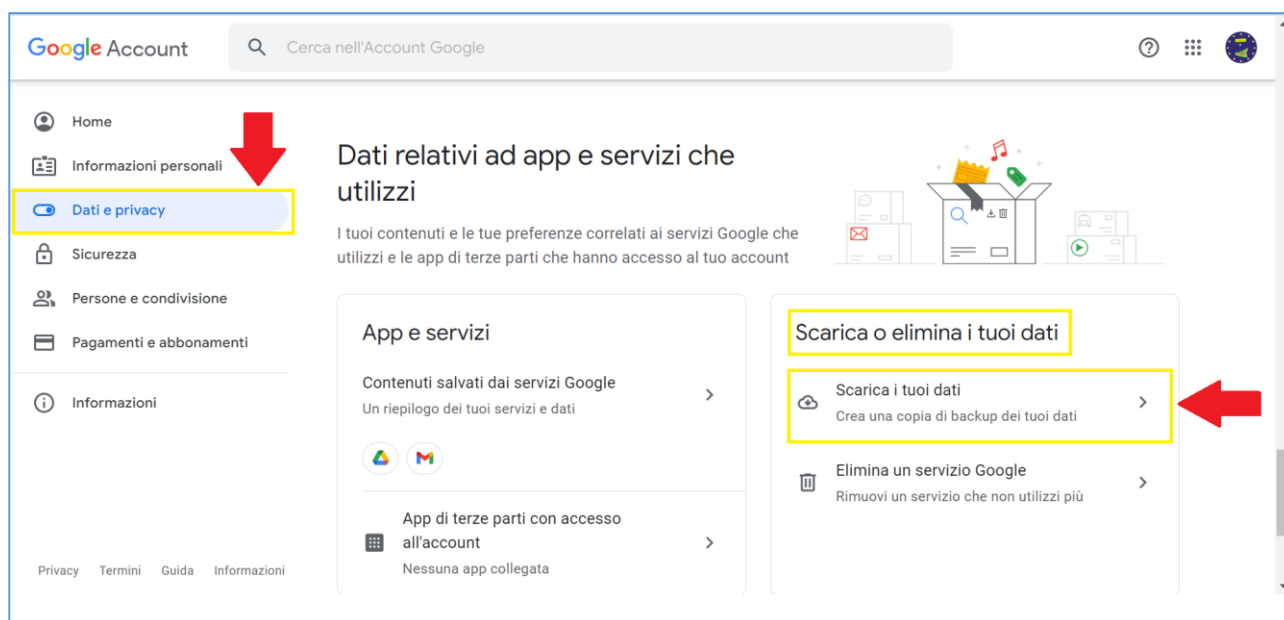 Google Account
Cerca nell'Account Google
Home
Informazioni personali
Dati e privacy
Sicurezza
Persone e condivisione
Pagamenti e abbonamenti
Informazioni
Privacy Termini Guida Informazioni
Dati relativi ad app e servizi che
utilizzi
I tuoi contenuti e le tue preferenze correlati ai servizi Google che
utilizzi e le app di terze parti che hanno accesso al tuo account
App e servizi
Contenuti salvati dai servizi Google
Un riepilogo dei tuoi servizi e dati
App di terze parti con accesso
all'account
Nessuna app collegata
Scarica o elimina i tuoi dati
Scarica i tuoi dati
Crea una copia di backup dei tuoi dati
Elimina un servizio Google
Rimuovi un servizio che non utilizzi più